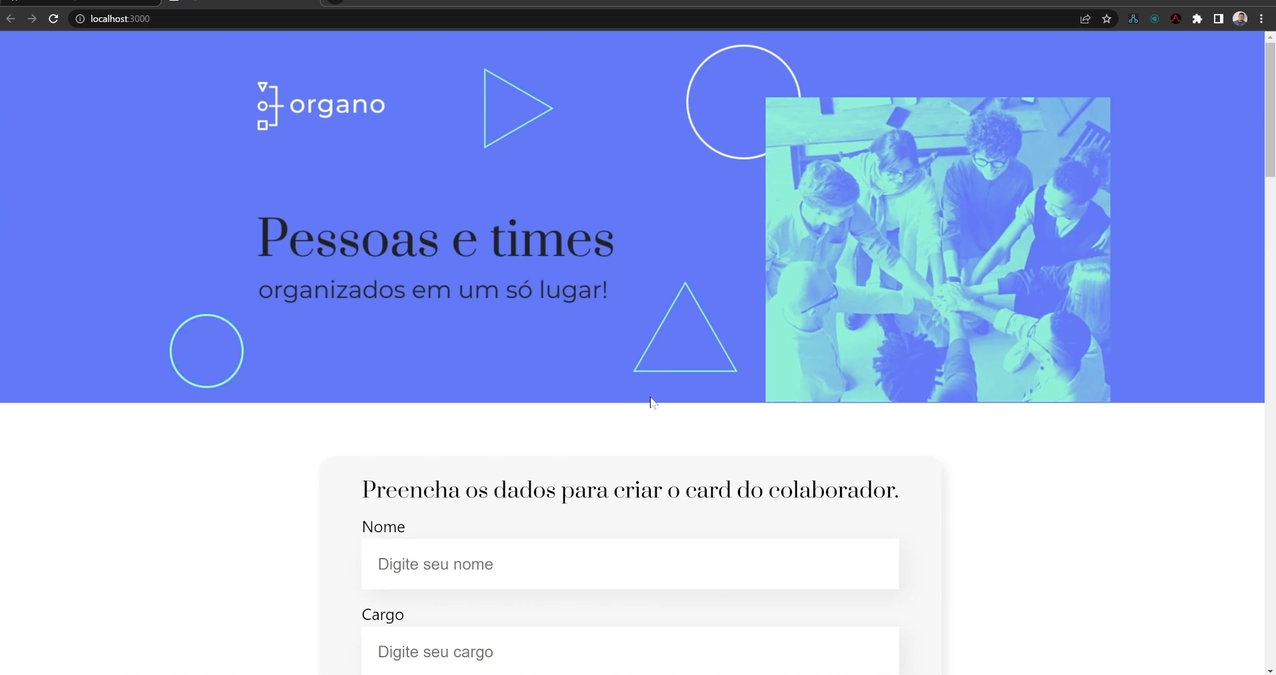 localhost:3000
organo
Pessoas e times
organizados em um só lugar!
Preencha os dados para criar o card do colaborador.
Nome
Digite seu nome
Cargo
Digite seu cargo